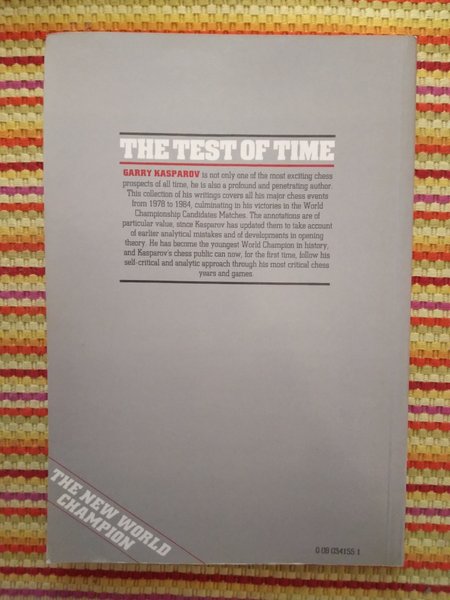 THE TEST OF TIME
GARRY KASPAROV is not only one of the most exciting chess
prospects of all time, he is also a profound and penetrating author.
This collection of his writings covers all his major chess events
from 1978 to 1984, culminating in his victories in the World
Championship Candidates Matches. The annotations are of
particular value, since Kasparov has updated them to take account
of earlier analytical mistakes and of developments in opening
theory. He has become the youngest World Champion in history,
and Kasparov's chess public can now, for the first time, follow his
self-critical and analytic approach through his most critical chess
years and games.
THE NEW WORLD
CHAMPION
0 08 034155 1